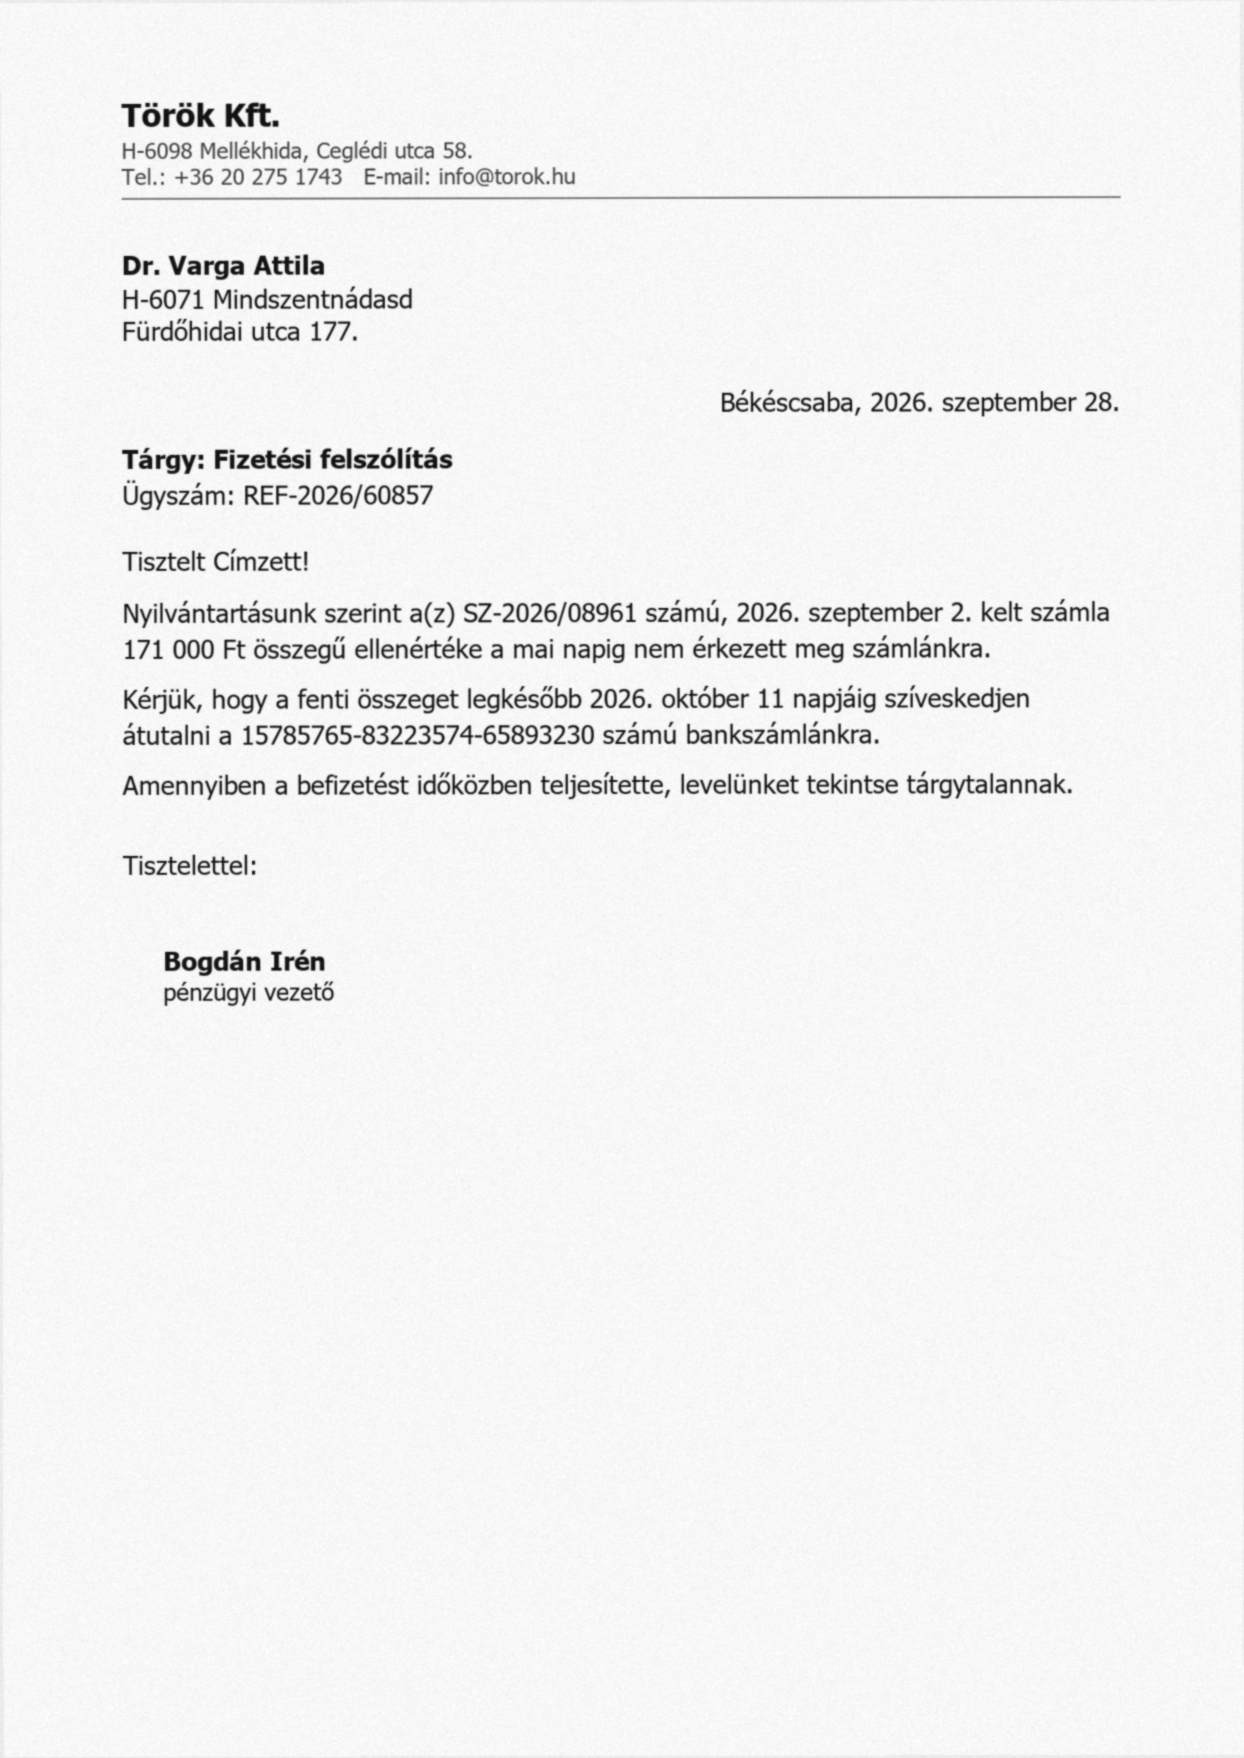 Török Kft.
H-6098 Mellékhida, Ceglédi utca 58.
Tel.: +36 20 275 1743 E-mail: info@torok.hu
Dr. Varga Attila
H-6071 Mindszentnádasd
Fürdőhidai utca 177.
Békéscsaba, 2026. szeptember 28.
Tárgy: Fizetési felszólítás
Ügyszám: REF-2026/60857
Tisztelt Címzett!
Nyilvántartásunk szerint a(z) SZ-2026/08961 számú, 2026. szeptember 2. kelt számla
171 000 Ft összegű ellenértéke a mai napig nem érkezett meg számlánkra.
Kérjük, hogy a fenti összeget legkésőbb 2026. október 11 napjáig szíveskedjen
átutalni a 15785765-83223574-65893230 számú bankszámlánkra.
Amennyiben a befizetést időközben teljesítette, levelünket tekintse tárgytalannak.
Tisztelettel:
Bogdán Irén
pénzügyi vezető